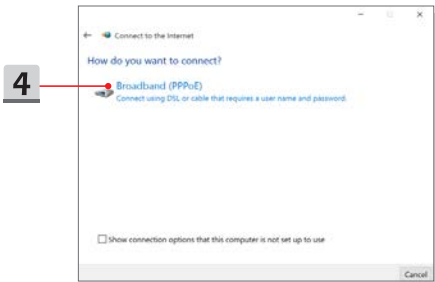 Connect to the Internet
How do you want to connect?
4
Broadband (PPPoE)
Connect using DSL or cable that requires a user name and password.
Show connection options that this computer is not set up to use
Cancel